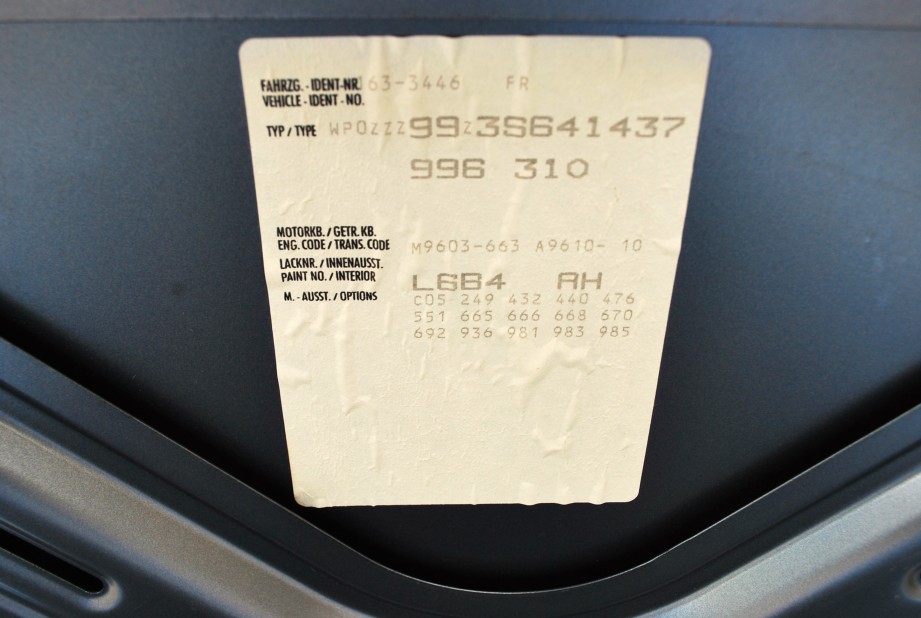 FAHRZG. - IDENT-NR. 63-3446 FR
VEHICLE - IDENT - NO.
TYP / TYPE WP0ZZZ99Z3S641437
996 310
MOTORKB. / GETR. KB.
ENG. CODE / TRANS. CODE M9603-663 A9610- 10
LACKNR. / INNENAUSST.
PAINT NO. / INTERIOR L6B4 AH
M. - AUSST. / OPTIONS C05 249 432 440 476
551 665 666 668 670
692 936 981 983 985